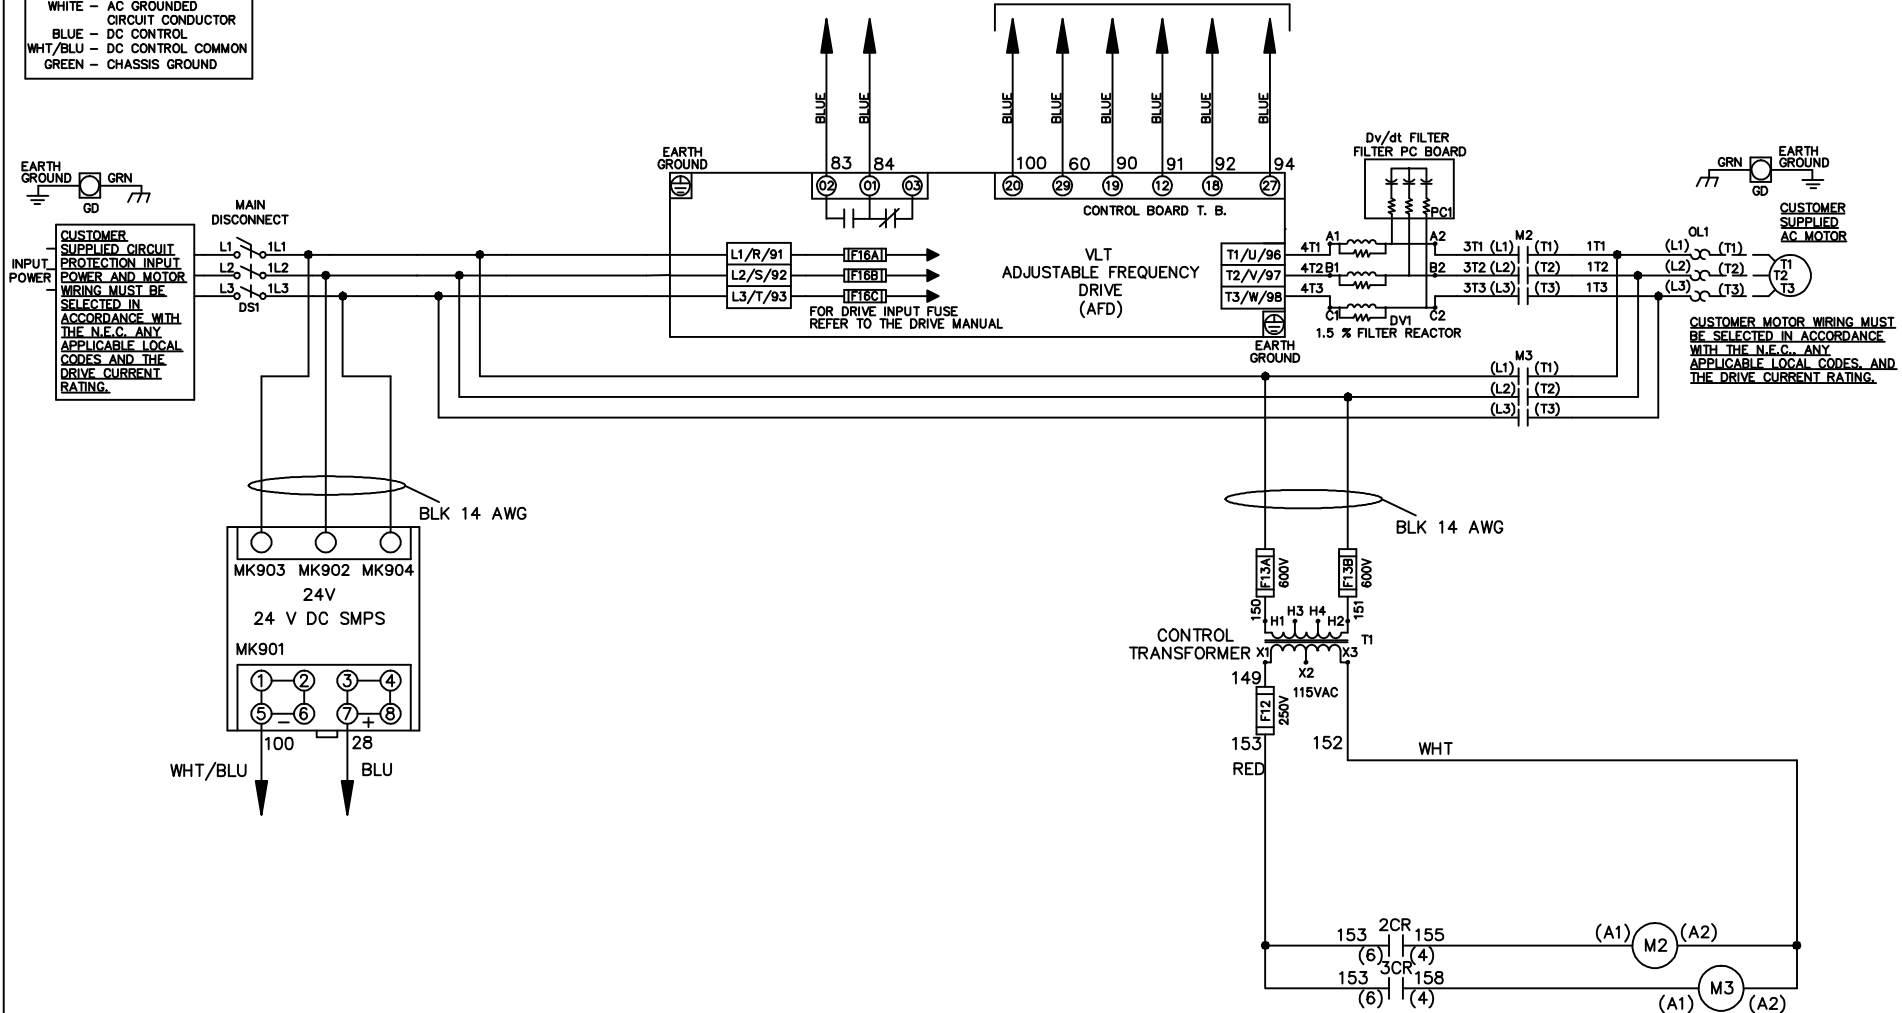 WHITE – AC GROUNDED
CIRCUIT CONDUCTOR
BLUE – DC CONTROL
WHT/BLU – DC CONTROL COMMON
GREEN – CHASSIS GROUND
BLUE
BLUE
BLUE
BLUE
BLUE
BLUE
BLUE
BLUE
83
84
100
60
90
91
92
94
02
01
03
20
29
19
12
18
27
CONTROL BOARD T. B.
EARTH
GROUND
GRN
GD
EARTH
GROUND
Dv/dt FILTER
FILTER PC BOARD
PC1
GRN
EARTH
GROUND
GD
CUSTOMER
SUPPLIED
AC MOTOR
MAIN
DISCONNECT
INPUT
POWER
CUSTOMER
SUPPLIED CIRCUIT
PROTECTION INPUT
POWER AND MOTOR
WIRING MUST BE
SELECTED IN
ACCORDANCE WITH
THE N.E.C. ANY
APPLICABLE LOCAL
CODES AND THE
DRIVE CURRENT
RATING.
L1
1L1
L2
1L2
L3
1L3
DS1
L1/R/91
L2/S/92
L3/T/93
F16A
F16B
F16C
FOR DRIVE INPUT FUSE
REFER TO THE DRIVE MANUAL
VLT
ADJUSTABLE FREQUENCY
DRIVE
(AFD)
T1/U/96
T2/V/97
T3/W/98
EARTH
GROUND
4T1
A1
A2
4T2
B1
B2
4T3
C1
C2
DV1
1.5 % FILTER REACTOR
M2
3T1 (L1) (T1) 1T1
3T2 (L2) (T2) 1T2
3T3 (L3) (T3) 1T3
OL1
(L1) (T1)
(L2) (T2)
(L3) (T3)
T1
T2
T3
CUSTOMER MOTOR WIRING MUST
BE SELECTED IN ACCORDANCE
WITH THE N.E.C., ANY
APPLICABLE LOCAL CODES, AND
THE DRIVE CURRENT RATING.
M3
(L1) (T1)
(L2) (T2)
(L3) (T3)
BLK 14 AWG
MK903 MK902 MK904
24V
24 V DC SMPS
MK901
1
2
3
4
5
6
7
8
–
+
100
28
WHT/BLU
BLU
BLK 14 AWG
F13A
600V
F13B
600V
150
151
H1
H3 H4
H2
CONTROL
TRANSFORMER
T1
X1
X2
X3
149
115VAC
F12
250V
153
RED
152
WHT
2CR
153
155
(6) (4)
(A1)
M2
(A2)
3CR
153
158
(6) (4)
(A1)
M3
(A2)